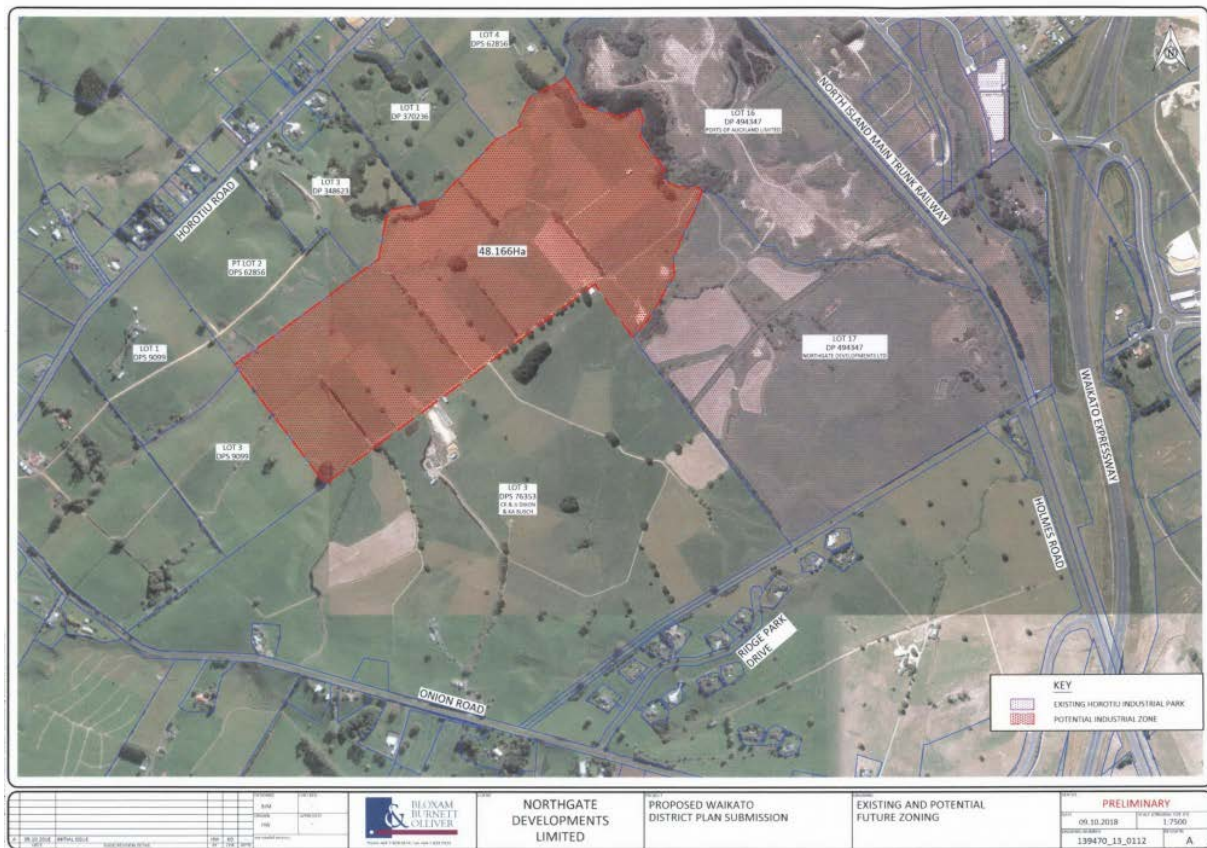 LOT 4
DPS 62856
LOT 1
DP 370236
LOT 16
DP 494347
PORTS OF AUCKLAND LIMITED
NORTH ISLAND MAIN TRUNK RAILWAY
N
LOT 3
DP 348623
HOROTIU ROAD
48.166Ha
PT LOT 2
DPS 62856
LOT 1
DPS 9099
LOT 17
DP 494347
NORTHGATE DEVELOPMENTS LTD
WAIKATO EXPRESSWAY
LOT 3
DPS 9099
LOT 3
DPS 76353
HOLMES ROAD
RIDGE PARK
DRIVE
ONION ROAD
KEY
EXISTING HOROTIU INDUSTRIAL PARK
POTENTIAL INDUSTRIAL ZONE
BLOXAM
BURNETT
& OLLIVER
NORTHGATE
DEVELOPMENTS
LIMITED
PROPOSED WAIKATO
DISTRICT PLAN SUBMISSION
EXISTING AND POTENTIAL
FUTURE ZONING
PRELIMINARY
09.10.2018
1:7500
139470_13_0112
A